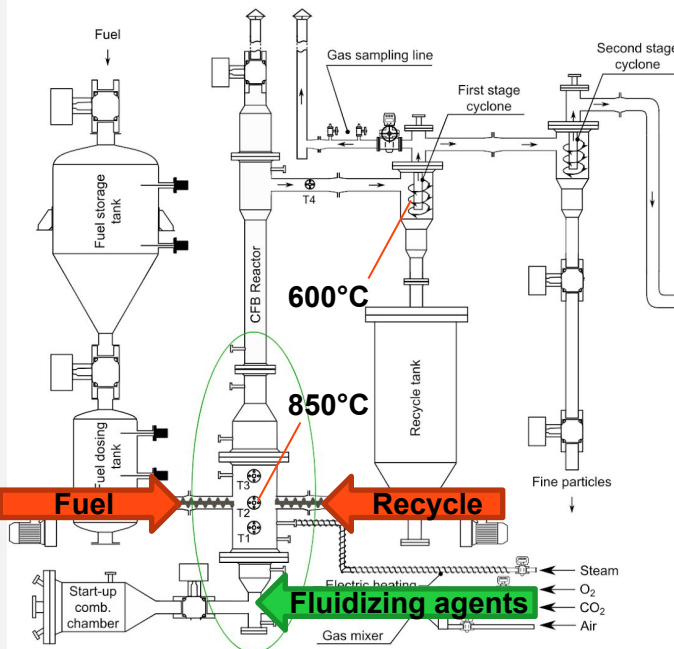 Fuel
Gas sampling line
First stage
cyclone
Second stage
cyclone
Fuel storage
tank
T4
CFB Reactor
600°C
850°C
Recycle tank
Fuel dosing
tank
T3
T2
T1
Fuel
Recycle
Fine particles
Steam
Electric heating
O₂
Fluidizing agents
CO₂
Start-up
comb.
chamber
Gas mixer
Air